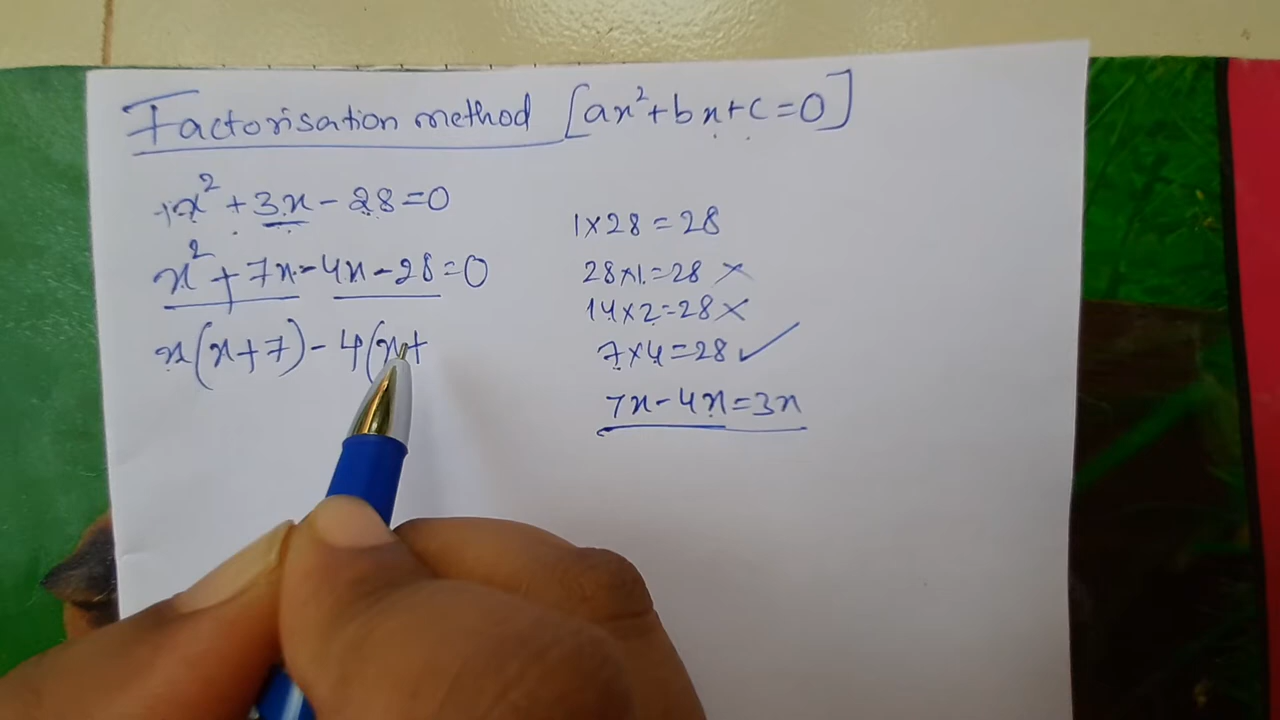 Factorisation method [ax²+bx+c=0]
1x²+3x-28=0
x²+7x-4x-28=0
x(x+7)-4(x+
1×28=28
28×1=28 ×
14×2=28 ×
7×4=28 ✓
7x-4x=3x